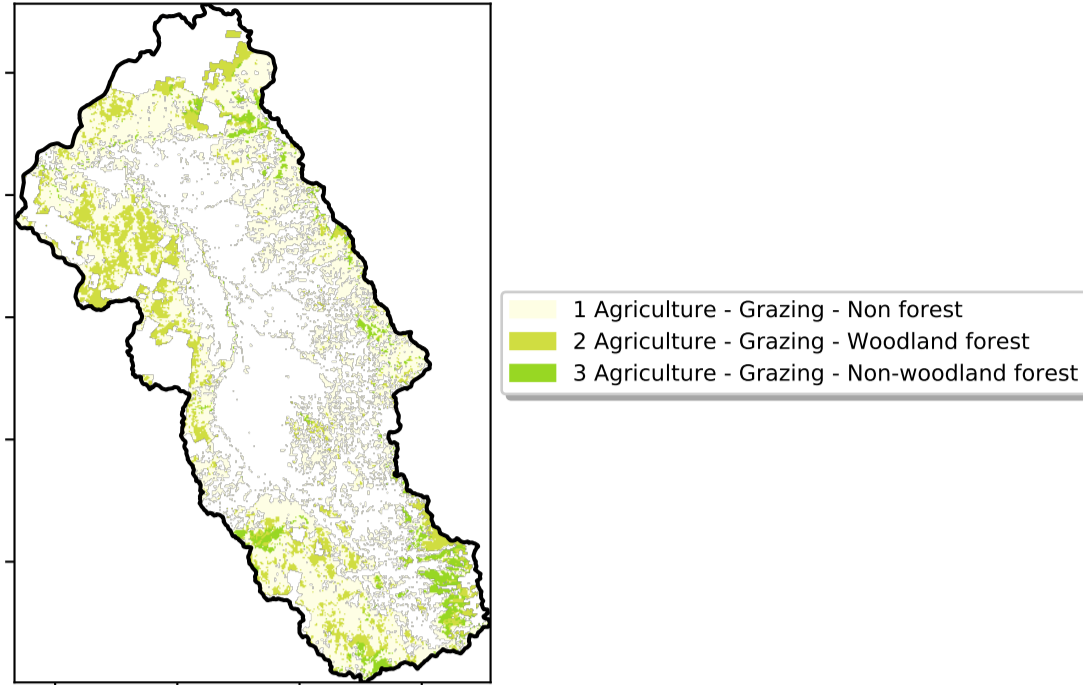 1 Agriculture - Grazing - Non forest
2 Agriculture - Grazing - Woodland forest
3 Agriculture - Grazing - Non-woodland forest